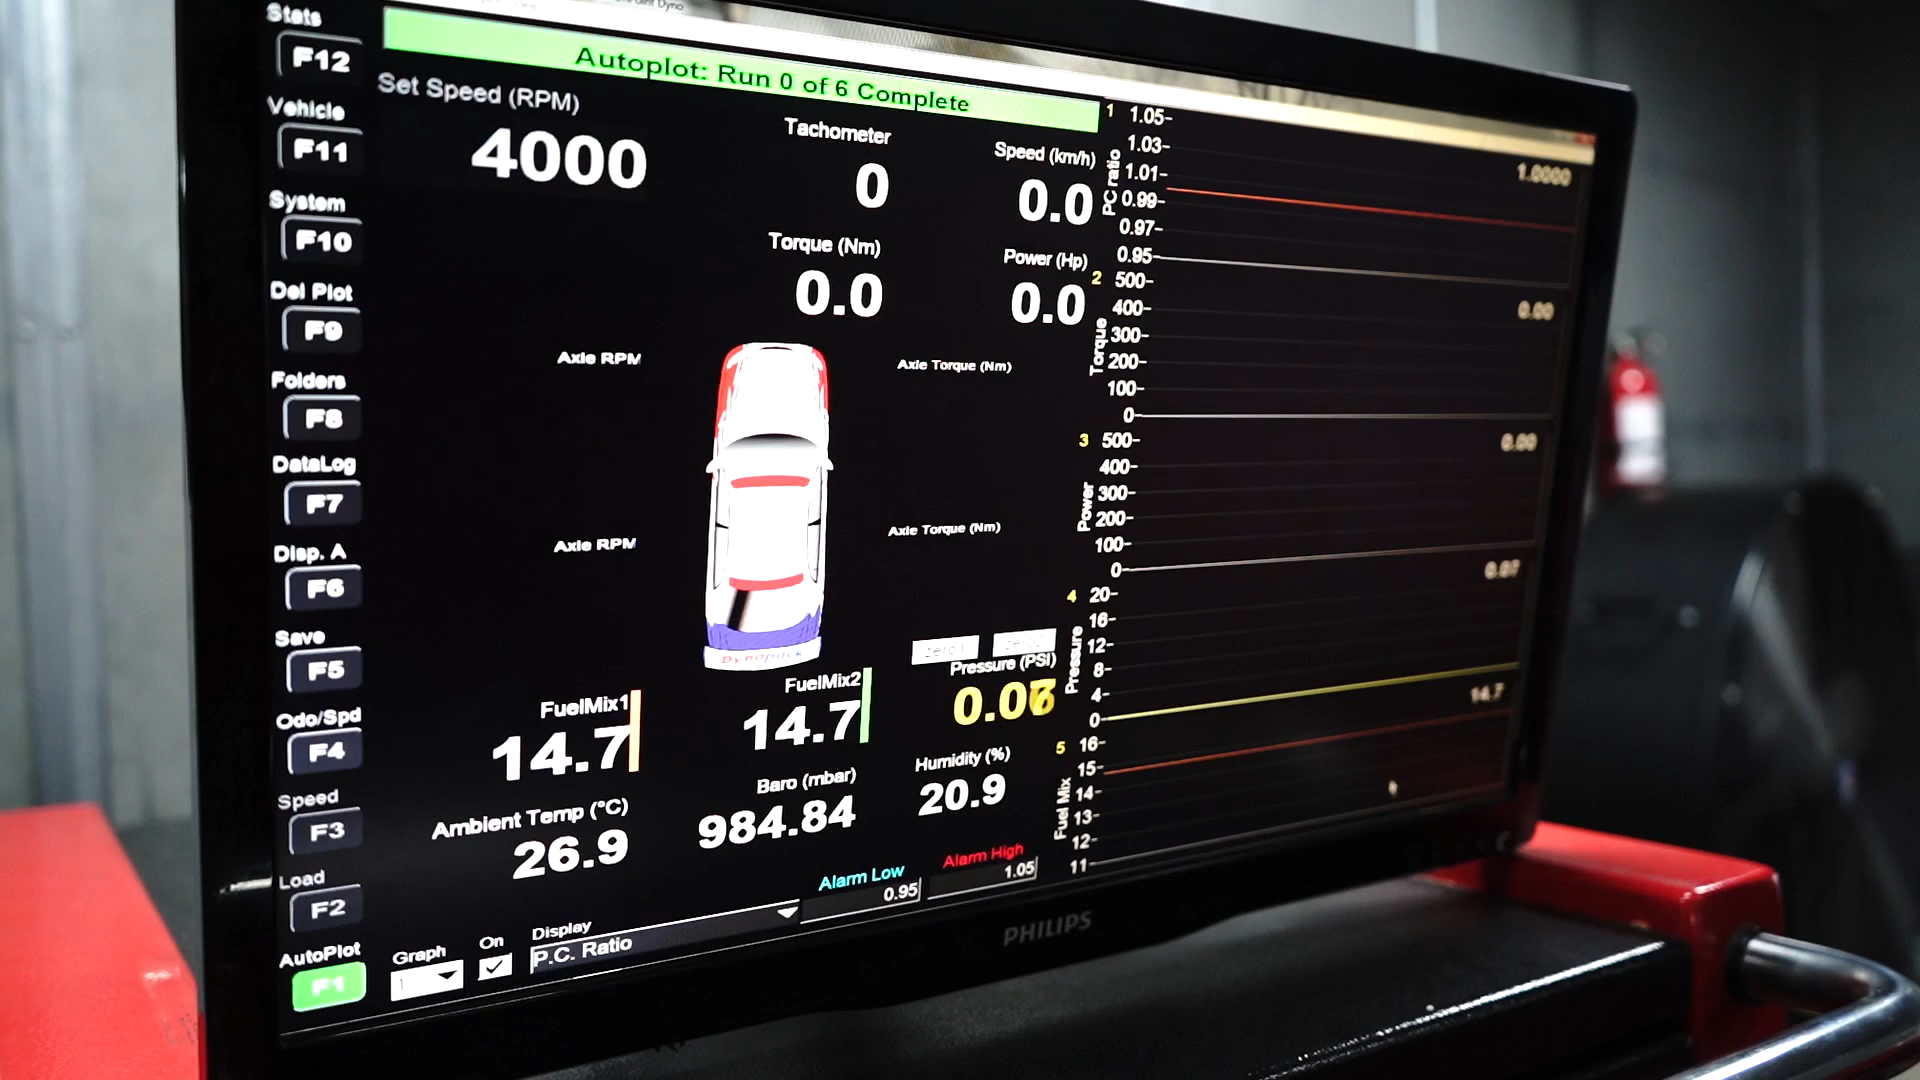 Stats
F12
Vehicle
F11
System
F10
Del Plot
F9
Folders
F8
DataLog
F7
Disp. A
F6
Save
F5
Odo/Spd
F4
Speed
F3
Load
F2
AutoPlot
F1
Autoplot: Run 0 of 6 Complete
Set Speed (RPM)
4000
Tachometer
0
Speed (km/h)
0.0
Torque (Nm)
0.0
Power (Hp)
0.0
Axle RPM
Axle Torque (Nm)
Axle RPM
Axle Torque (Nm)
Dynopack
FuelMix1
14.7
FuelMix2
14.7
zero1
Pressure (PSI)
Ambient Temp (°C)
26.9
Baro (mbar)
984.84
Humidity (%)
20.9
Alarm Low
0.95
Alarm High
1.05
Graph
1
On
Display
P.C. Ratio
1
PC ratio
1.05
1.03
1.01
0.99
0.97
0.95
1.0000
2
Torque
500
400
300
200
100
0
0.00
3
Power
500
400
300
200
100
0
0.00
4
Pressure
20
16
12
8
4
0
0.07
5
Fuel Mix
16
15
14
13
12
11
14.7
PHILIPS